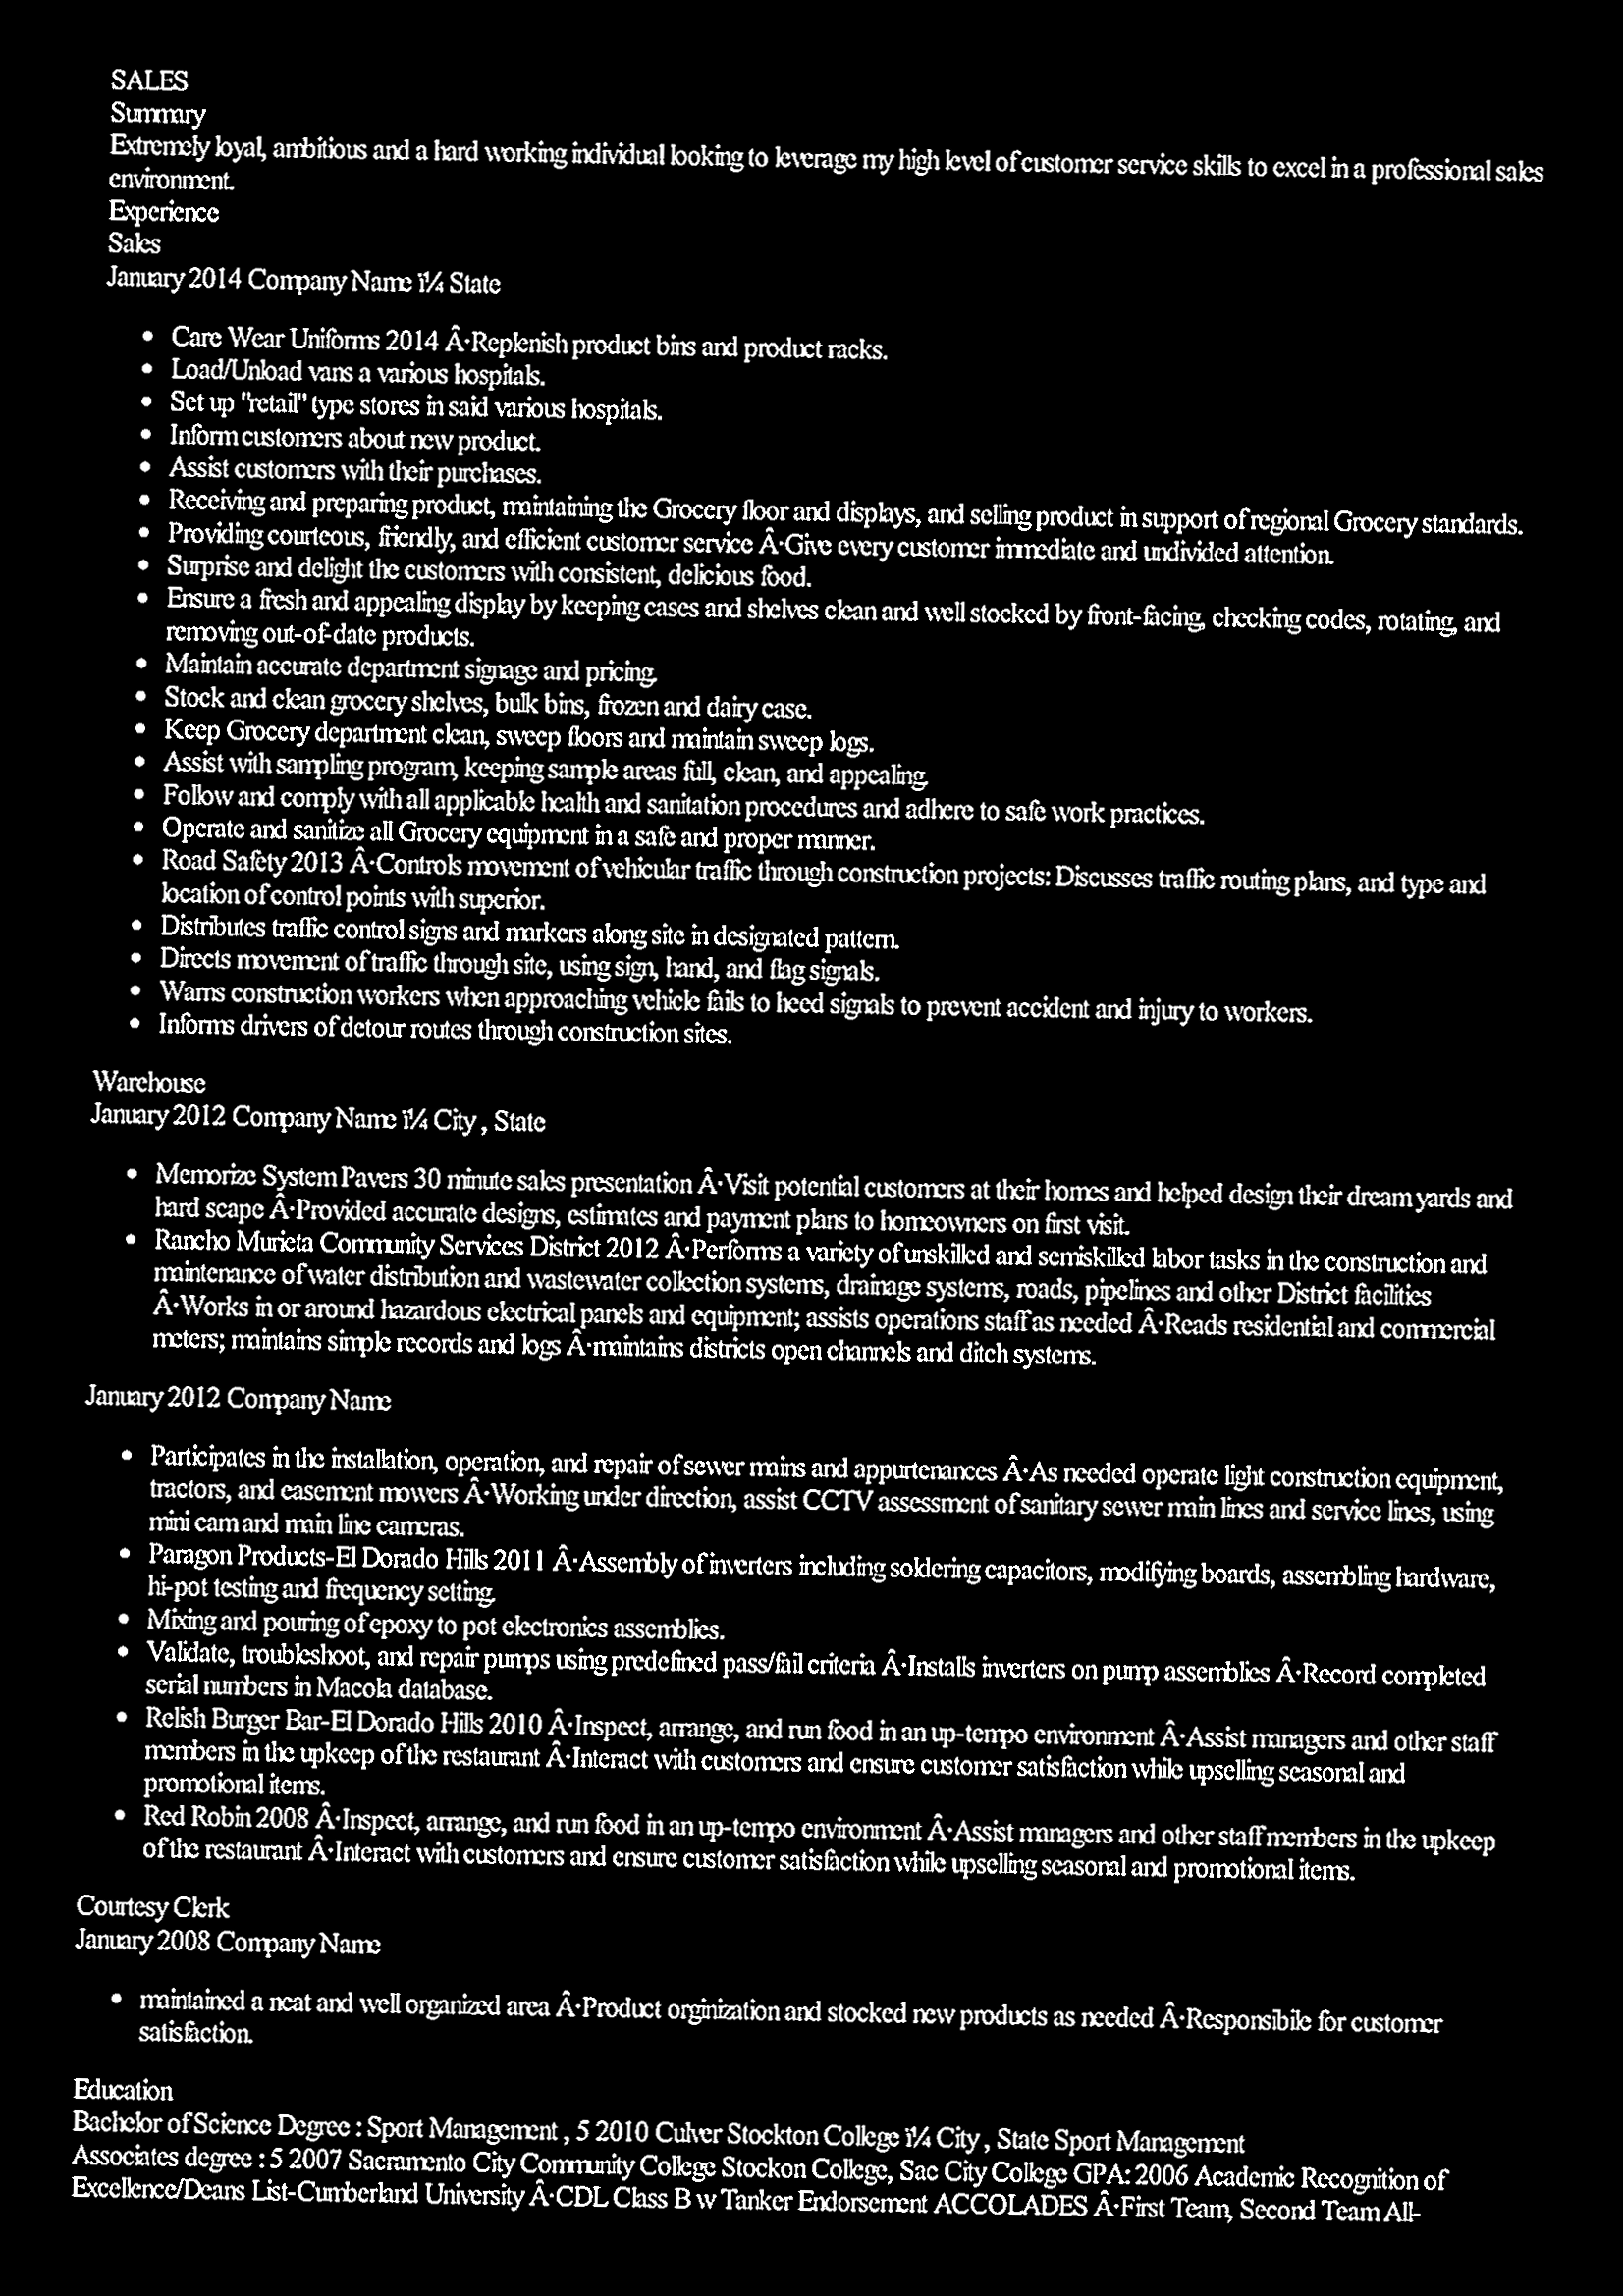 SALES
Summary
Extremely loyal, ambitious and a hard working individual looking to leverage my high level of customer service skills to excel in a professional sales
environment.
Experience
Sales
January 2014 Company Name ï¼ State
• Care Wear Uniforms 2014 Â·Replenish product bins and product racks.
• Load/Unload vans a various hospitals.
• Set up "retail" type stores in said various hospitals.
• Inform customers about new product.
• Assist customers with their purchases.
• Receiving and preparing product, maintaining the Grocery floor and displays, and selling product in support of regional Grocery standards.
• Providing courteous, friendly, and efficient customer service Â·Give every customer immediate and undivided attention.
• Surprise and delight the customers with consistent, delicious food.
• Ensure a fresh and appealing display by keeping cases and shelves clean and well stocked by front-facing, checking codes, rotating, and
removing out-of-date products.
• Maintain accurate department signage and pricing.
• Stock and clean grocery shelves, bulk bins, frozen and dairy case.
• Keep Grocery department clean, sweep floors and maintain sweep logs.
• Assist with sampling program, keeping sample areas full, clean, and appealing.
• Follow and comply with all applicable health and sanitation procedures and adhere to safe work practices.
• Operate and sanitize all Grocery equipment in a safe and proper manner.
• Road Safety 2013 Â·Controls movement of vehicular traffic through construction projects: Discusses traffic routing plans, and type and
location of control points with superior.
• Distributes traffic control signs and markers along site in designated pattern.
• Directs movement of traffic through site, using sign, hand, and flag signals.
• Warns construction workers when approaching vehicle fails to heed signals to prevent accident and injury to workers.
• Informs drivers of detour routes through construction sites.
Warehouse
January 2012 Company Name ï¼ City , State
• Memorize System Pavers 30 minute sales presentation Â·Visit potential customers at their homes and helped design their dream yards and
hard scape Â·Provided accurate designs, estimates and payment plans to homeowners on first visit.
• Rancho Murieta Community Services District 2012 Â·Performs a variety of unskilled and semiskilled labor tasks in the construction and
maintenance of water distribution and wastewater collection systems, drainage systems, roads, pipelines and other District facilities
Â·Works in or around hazardous electrical panels and equipment; assists operations staff as needed Â·Reads residential and commercial
meters; maintains simple records and logs Â·maintains districts open channels and ditch systems.
January 2012 Company Name
• Participates in the installation, operation, and repair of sewer mains and appurtenances Â·As needed operate light construction equipment,
tractors, and easement mowers Â·Working under direction, assist CCTV assessment of sanitary sewer main lines and service lines, using
mini cam and main line cameras.
• Paragon Products-El Dorado Hills 2011 Â·Assembly of inverters including soldering capacitors, modifying boards, assembling hardware,
hi-pot testing and frequency setting.
• Mixing and pouring of epoxy to pot electronics assemblies.
• Validate, troubleshoot, and repair pumps using predefined pass/fail criteria Â·Installs inverters on pump assemblies Â·Record completed
serial numbers in Macola database.
• Relish Burger Bar-El Dorado Hills 2010 Â·Inspect, arrange, and run food in an up-tempo environment Â·Assist managers and other staff
members in the upkeep of the restaurant Â·Interact with customers and ensure customer satisfaction while upselling seasonal and
promotional items.
• Red Robin 2008 Â·Inspect, arrange, and run food in an up-tempo environment Â·Assist managers and other staff members in the upkeep
of the restaurant Â·Interact with customers and ensure customer satisfaction while upselling seasonal and promotional items.
Courtesy Clerk
January 2008 Company Name
• maintained a neat and well organized area Â·Product orginization and stocked new products as needed Â·Responsibile for customer
satisfaction.
Education
Bachelor of Science Degree : Sport Management , 5 2010 Culver Stockton College ï¼ City , State Sport Management
Associates degree : 5 2007 Sacramento City Community College Stockon College, Sac City College GPA: 2006 Academic Recognition of
Excellence/Deans List-Cumberland University Â·CDL Class B w Tanker Endorsement ACCOLADES Â·First Team, Second Team All-